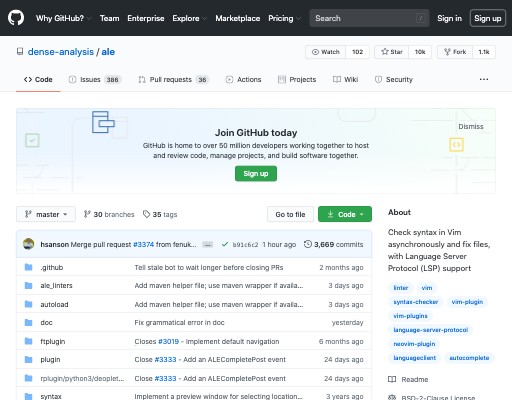 Why GitHub? Team Enterprise Explore Marketplace Pricing Search / Sign in Sign up
dense-analysis / ale Watch 102 Star 10k Fork 1.1k
Code Issues 386 Pull requests 36 Actions Projects Wiki Security ...
Join GitHub today Dismiss
GitHub is home to over 50 million developers working together to host
and review code, manage projects, and build software together.
Sign up
master 30 branches 35 tags Go to file Code
hsanson Merge pull request #3374 from fenuk... ... b91c6c2 1 hour ago 3,669 commits
.github Tell stale bot to wait longer before closing PRs 2 months ago
ale_linters Add maven helper file; use maven wrapper if availa... 3 days ago
autoload Add maven helper file; use maven wrapper if availa... 3 days ago
doc Fix grammatical error in doc yesterday
ftplugin Closes #3019 - Implement default navigation 6 months ago
plugin Close #3333 - Add an ALECompletePost event 24 days ago
rplugin/python3/deoplet... Close #3333 - Add an ALECompletePost event 24 days ago
syntax Implement a preview window for selecting location... 3 years ago
About
Check syntax in Vim
asynchronously and fix files,
with Language Server
Protocol (LSP) support
linter vim
syntax-checker vim-plugin
vim-plugins
language-server-protocol
neovim-plugin
languageclient autocomplete
Readme
BSD-2-Clause License